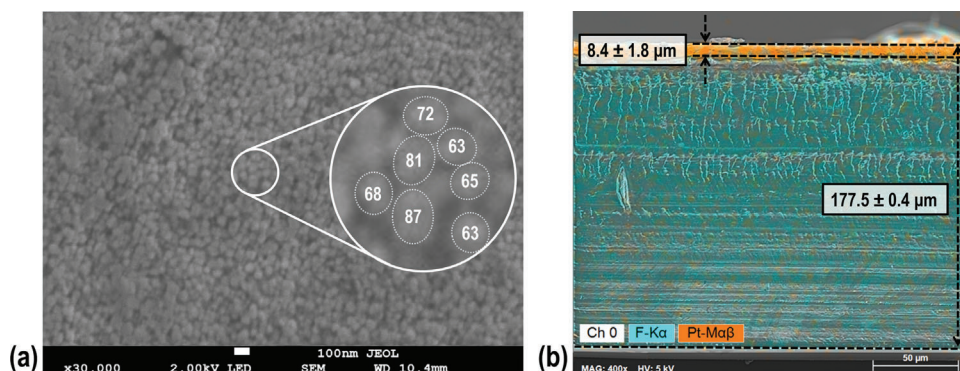 (a)
72
63
81
65
68
87
63
100nm JEOL
x30,000 2.00kV LED SEM WD 10.4mm
(b)
8.4 ± 1.8 µm
177.5 ± 0.4 µm
Ch 0 F-Kα Pt-Mαβ
50 µm
MAG: 400x HV: 5 kV